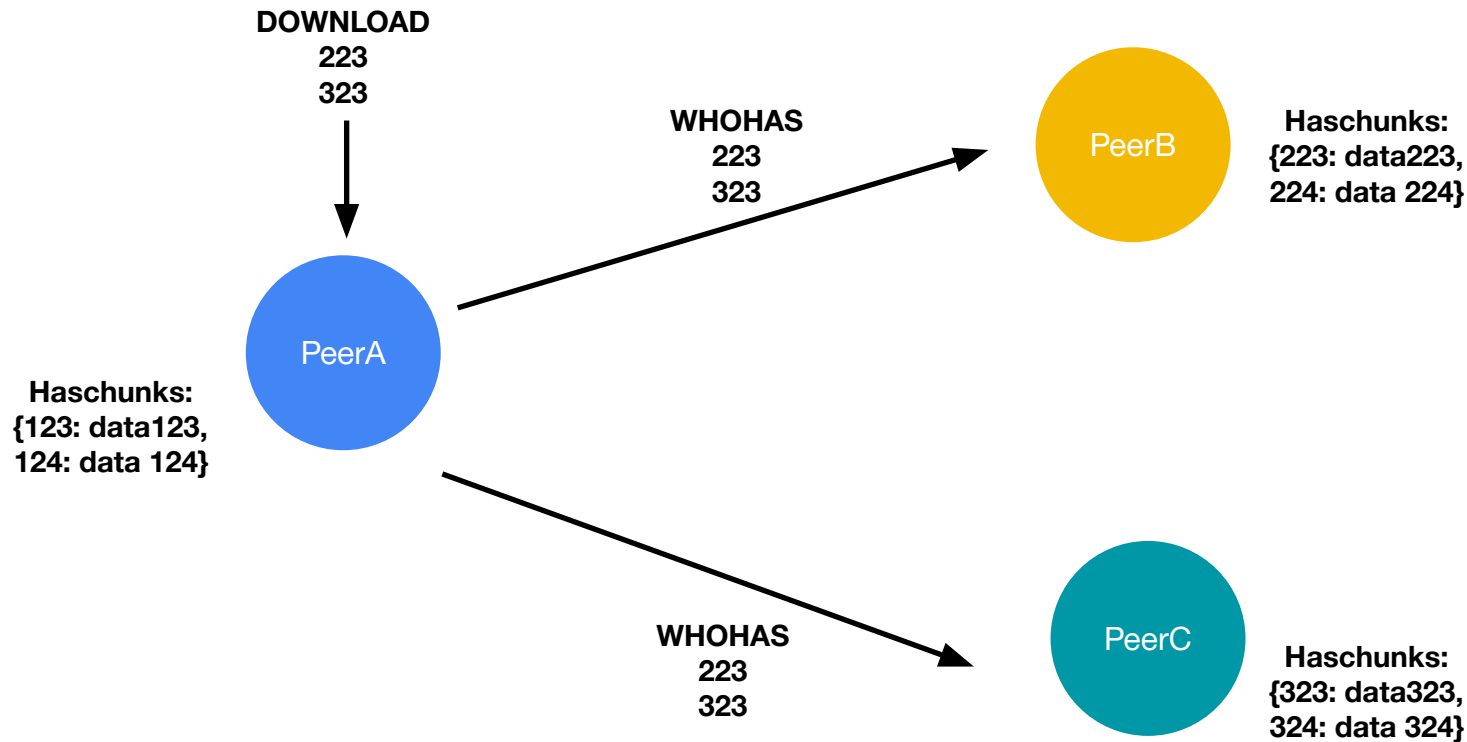 DOWNLOAD
223
323
WHOHAS
223
323
PeerB
Haschunks:
{223: data223,
224: data 224}
PeerA
Haschunks:
{123: data123,
124: data 124}
WHOHAS
223
323
PeerC
Haschunks:
{323: data323,
324: data 324}